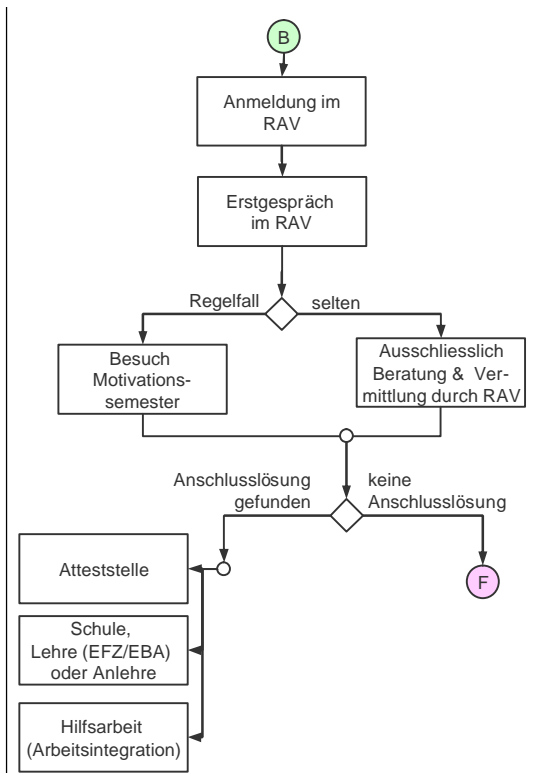 B
Anmeldung im
RAV
Erstgespräch
im RAV
Regelfall
selten
Besuch
Motivations-
semester
Ausschliesslich
Beratung & Ver-
mittlung durch RAV
Anschlusslösung
gefunden
keine
Anschlusslösung
F
Atteststelle
Schule,
Lehre (EFZ/EBA)
oder Anlehre
Hilfsarbeit
(Arbeitsintegration)